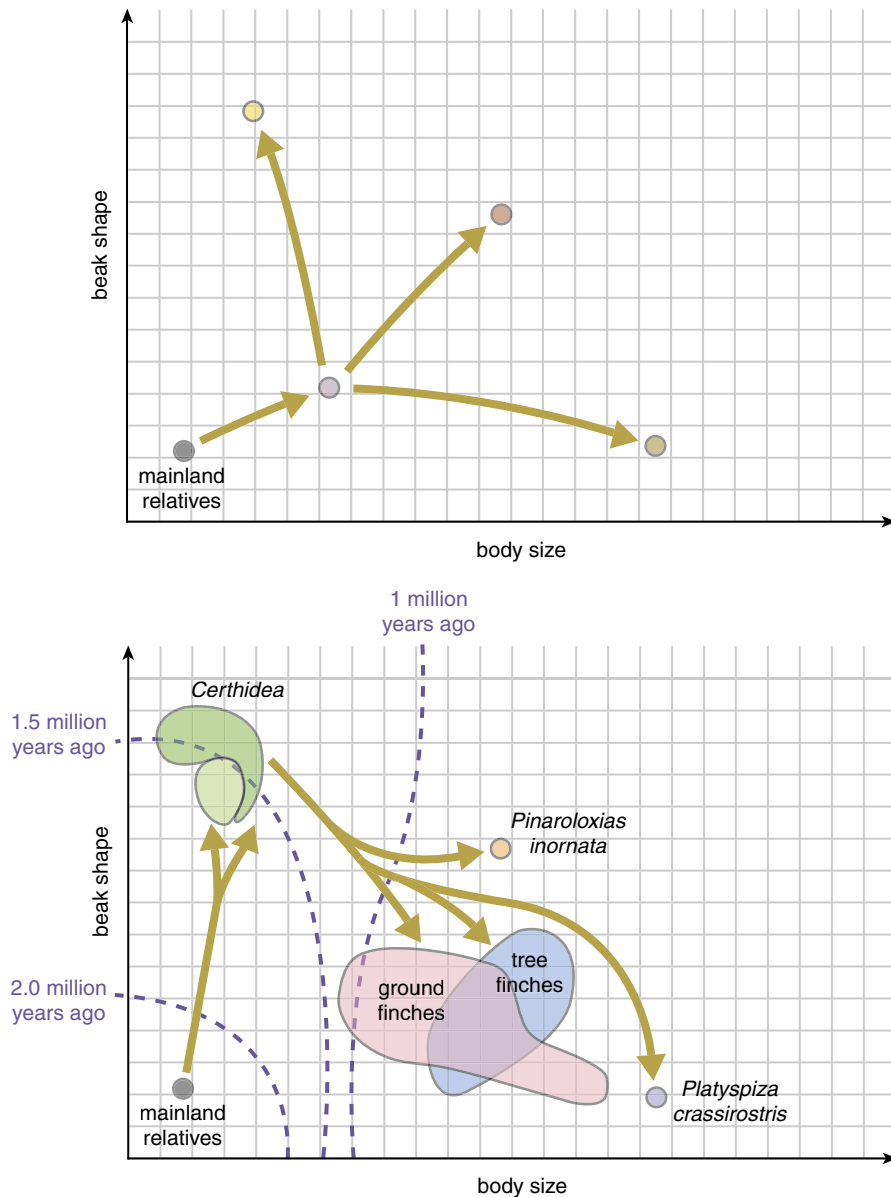 beak shape
mainland
relatives
body size
1 million
years ago
Certhidea
1.5 million
years ago
Pinaroloxias
inornata
beak shape
tree
finches
ground
finches
2.0 million
years ago
mainland
relatives
Platyspiza
crassirostris
body size